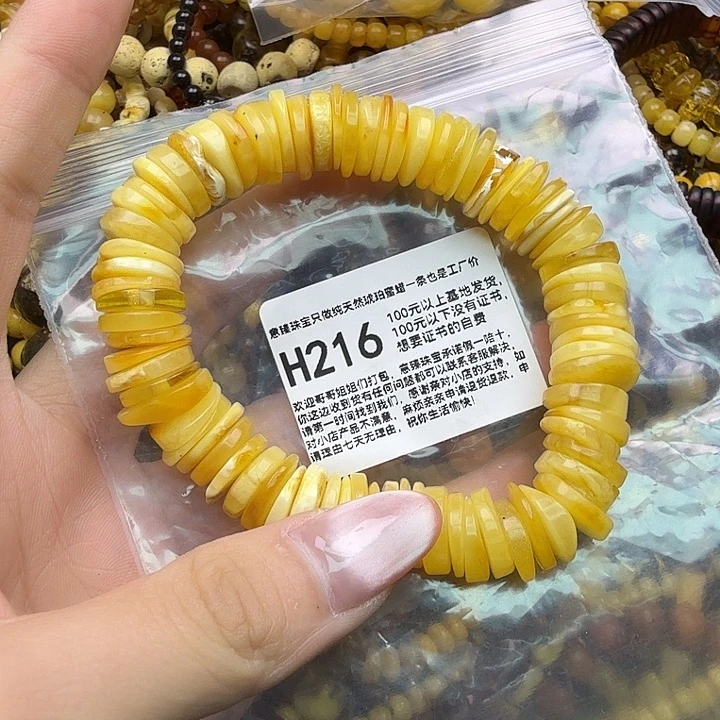 意臻珠宝只做纯天然琥珀蜜蜡一条也是工厂价
H216
100元以上基地发货,
100元以下没有证书,
想要证书的自费
欢迎哥哥姐姐们打包,意臻珠宝承诺假一赔十,
你这边收到货有任何问题都可以联系客服解决,如
请第一时间找到我们,感谢亲对小店的支持,申
对小店产品不满意,麻烦亲亲申请退货退款,
请理由七天无理由,祝你生活愉快!